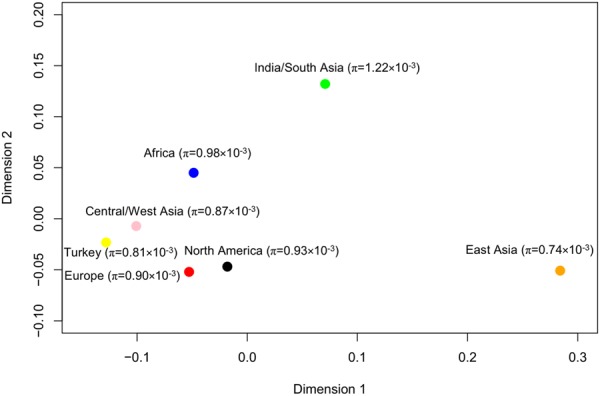 0.20
India/South Asia (π=1.22×10-3)
0.15
0.10
Africa (π=0.98×10-3)
0.05
Dimension 2
Central/West Asia (π=0.87×10-3)
0.00
Turkey (π=0.81×10-3)
North America (π=0.93×10-3)
East Asia (π=0.74×10-3)
−0.05
Europe (π=0.90×10-3)
−0.10
−0.1 0.0 0.1 0.2 0.3
Dimension 1